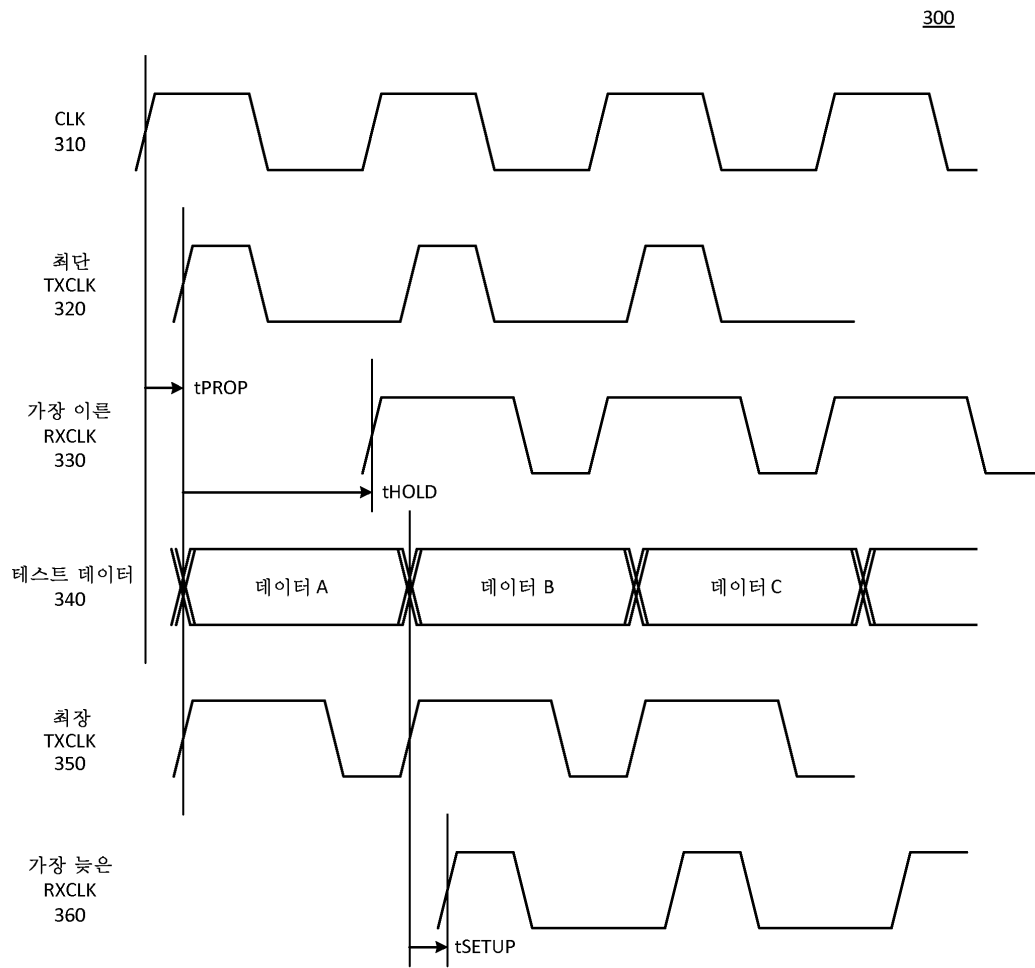 300
CLK
310
최단
TXCLK
320
tPROP
가장 이른
RXCLK
330
tHOLD
테스트 데이터
340
데이터 A
데이터 B
데이터 C
최장
TXCLK
350
가장 늦은
RXCLK
360
tSETUP